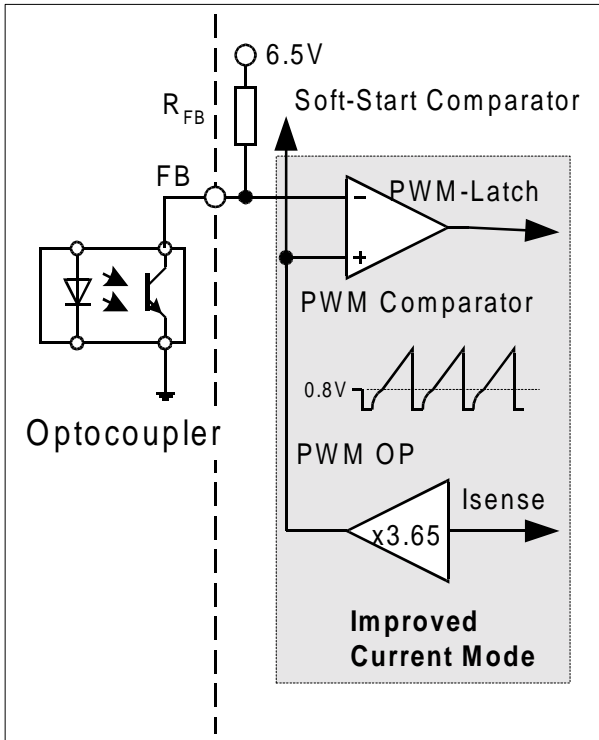 6.5V
Soft-Start Comparator
RFB
FB
PWM-Latch
−
+
PWM Comparator
0.8V
Optocoupler
PWM OP
Isense
x3.65
Improved
Current Mode